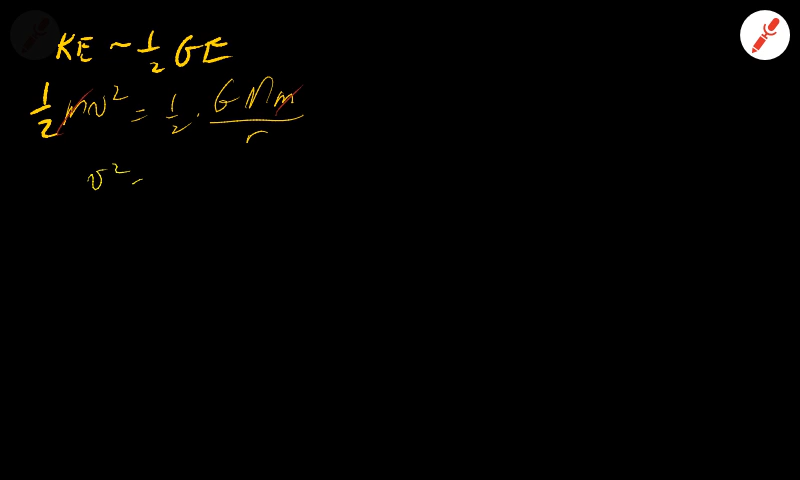 KE ~ 1/2 GE
1/2 mv² = 1/2 · GMm/r
v² =